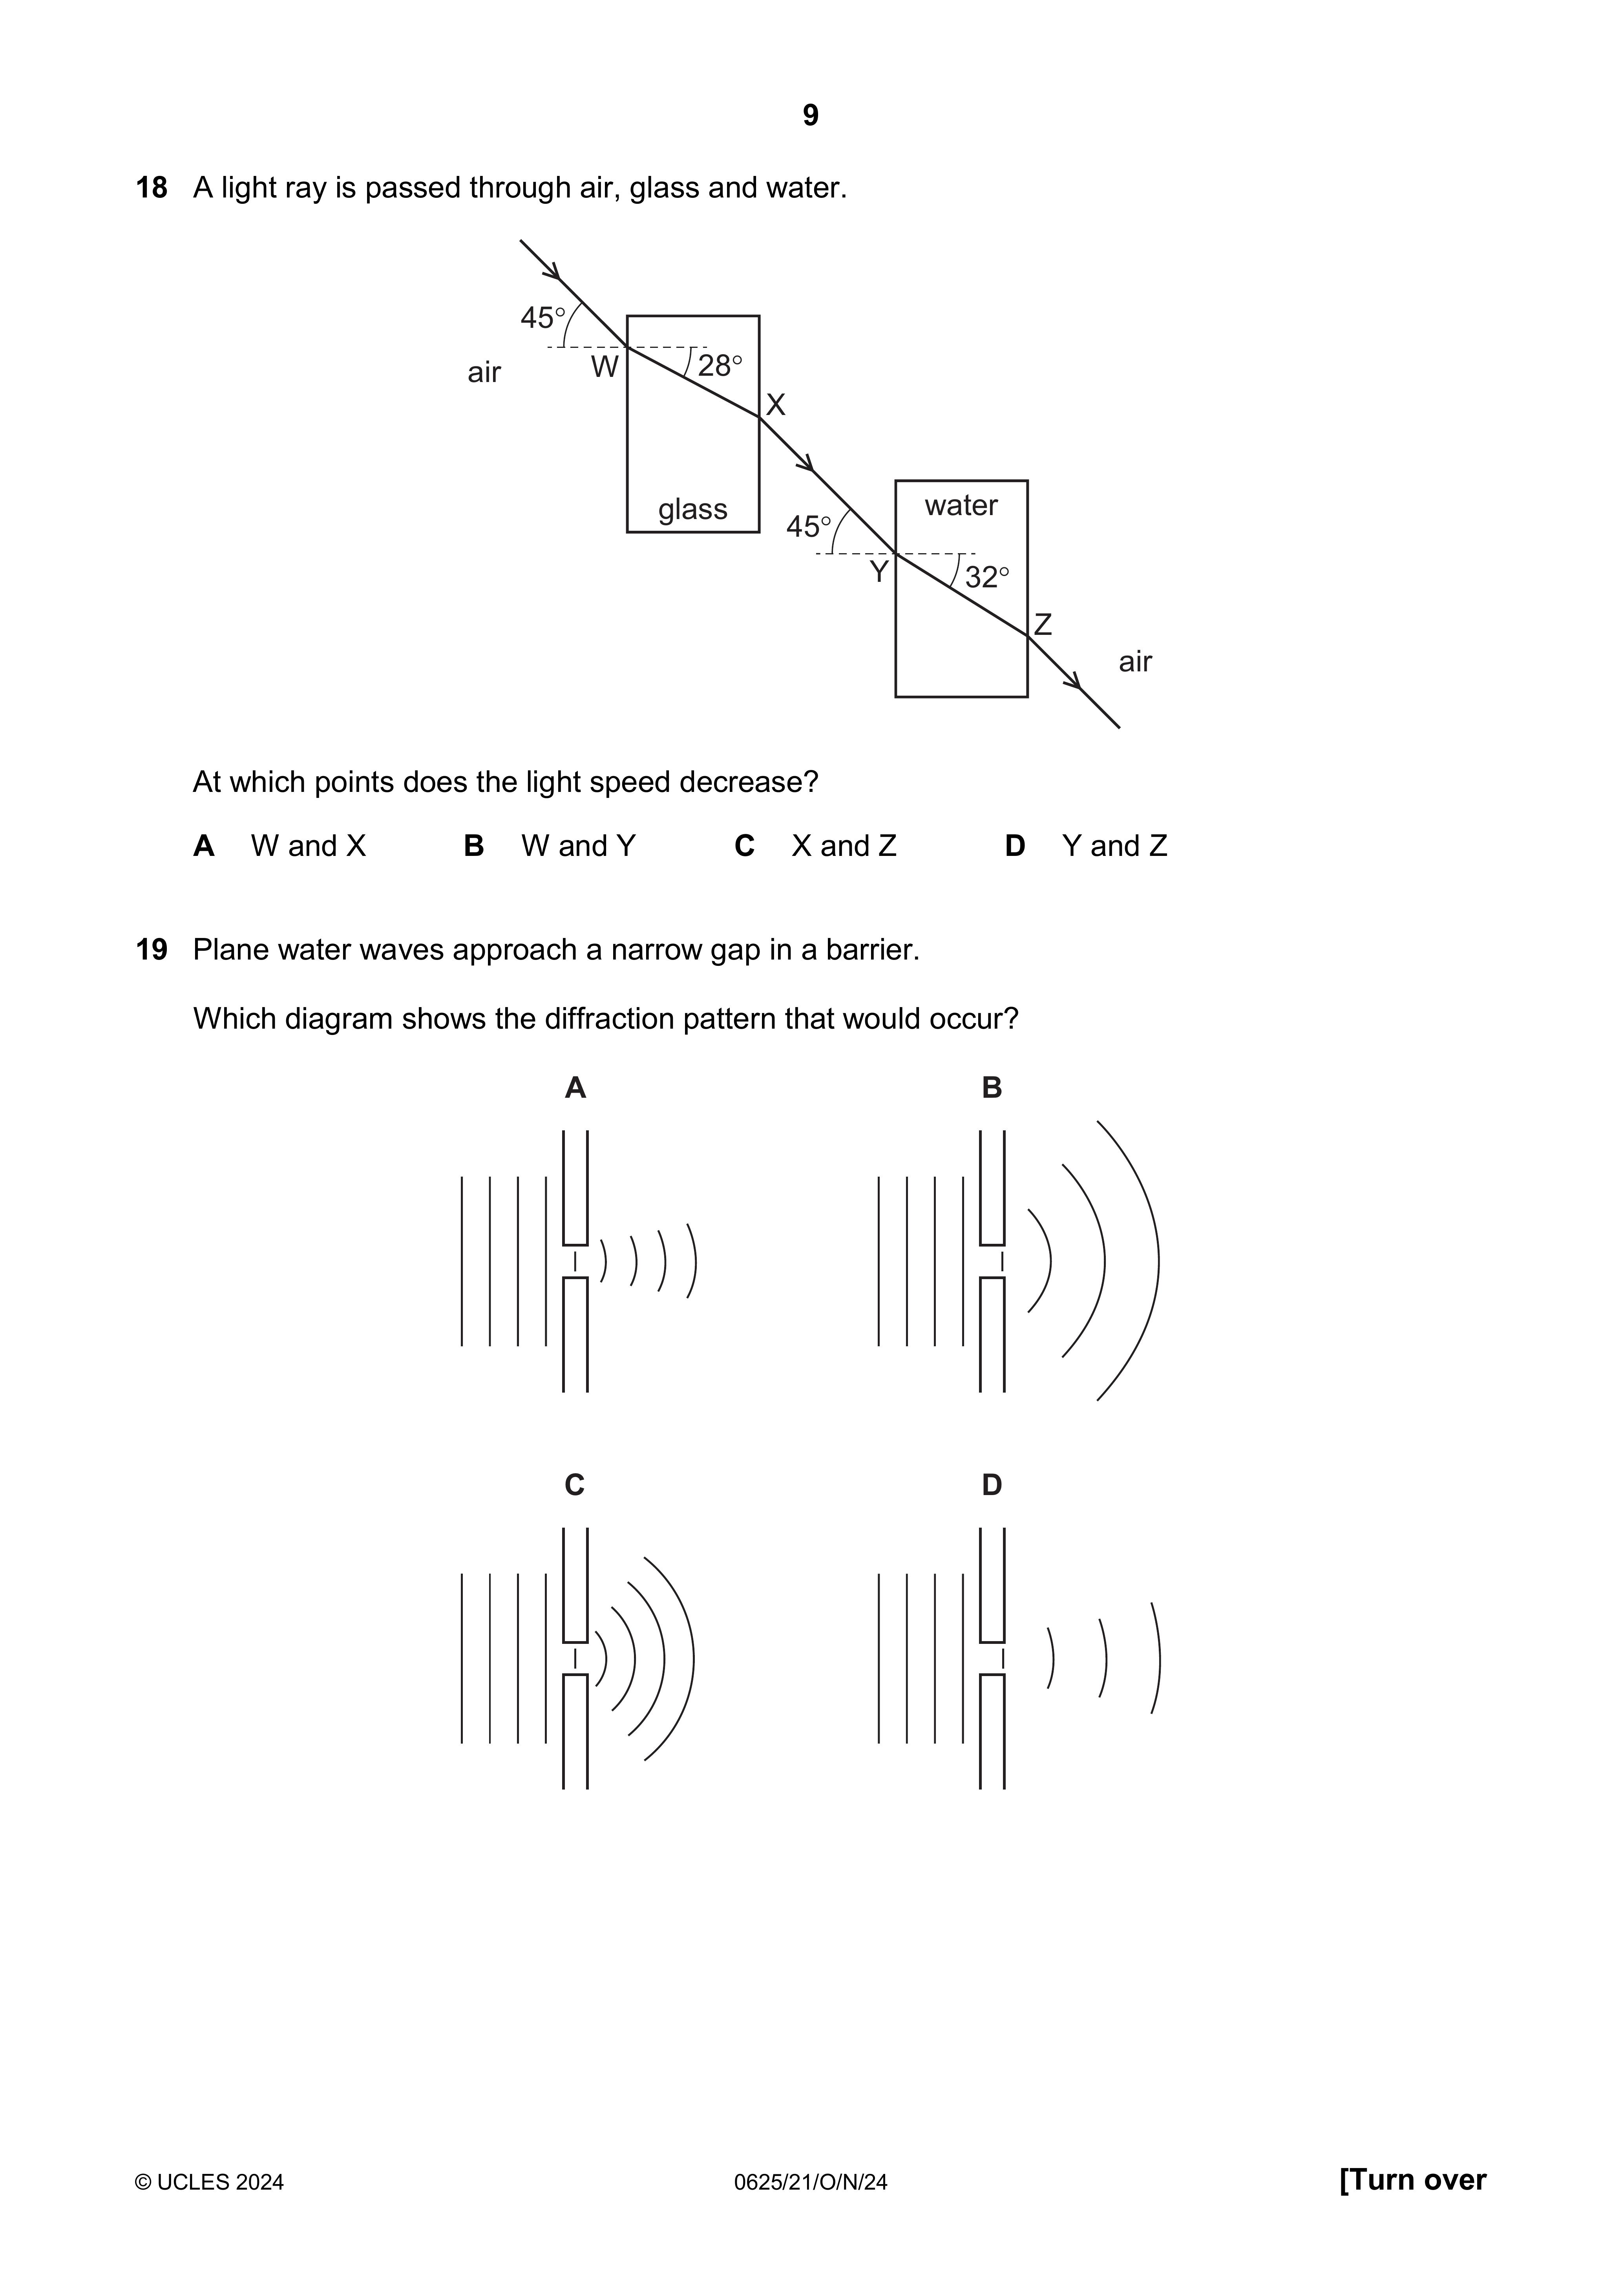 9
18 A light ray is passed through air, glass and water.
45°
air
W
28°
X
glass
45°
water
Y
32°
Z
air
At which points does the light speed decrease?
A W and X B W and Y C X and Z D Y and Z
19 Plane water waves approach a narrow gap in a barrier.
Which diagram shows the diffraction pattern that would occur?
A B
C D
© UCLES 2024 0625/21/O/N/24 [Turn over